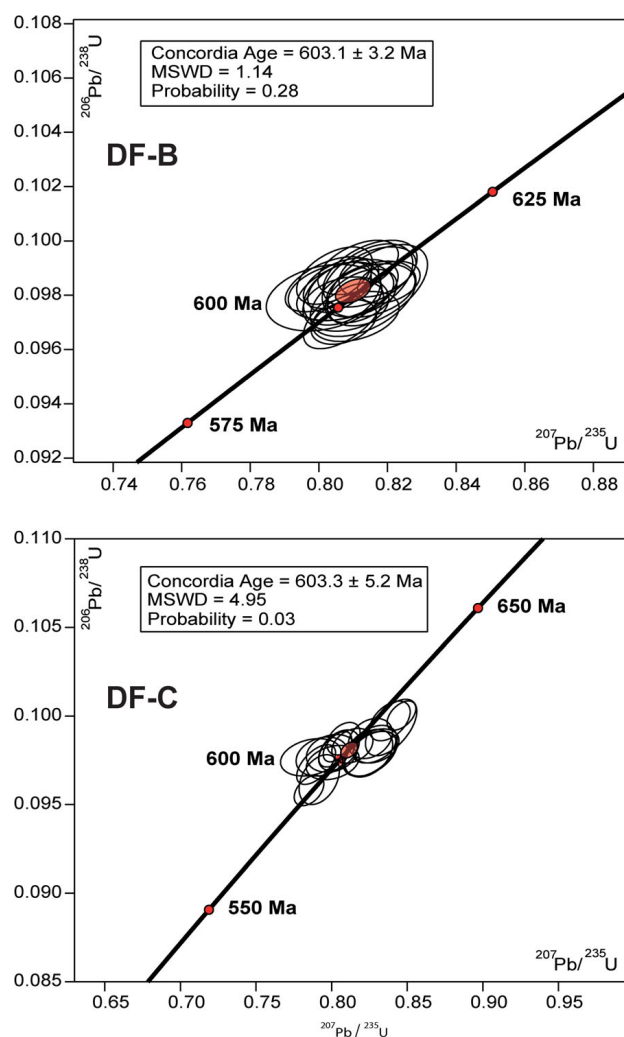 0.108
0.106
0.104
0.102
0.100
0.098
0.096
0.094
0.092
206Pb/238U
Concordia Age = 603.1 ± 3.2 Ma
MSWD = 1.14
Probability = 0.28
DF-B
625 Ma
600 Ma
575 Ma
207Pb/235U
0.74 0.76 0.78 0.80 0.82 0.84 0.86 0.88
0.110
0.105
0.100
0.095
0.090
0.085
206Pb/238U
Concordia Age = 603.3 ± 5.2 Ma
MSWD = 4.95
Probability = 0.03
650 Ma
DF-C
600 Ma
550 Ma
207Pb/235U
0.65 0.70 0.75 0.80 0.85 0.90 0.95
207Pb/235U